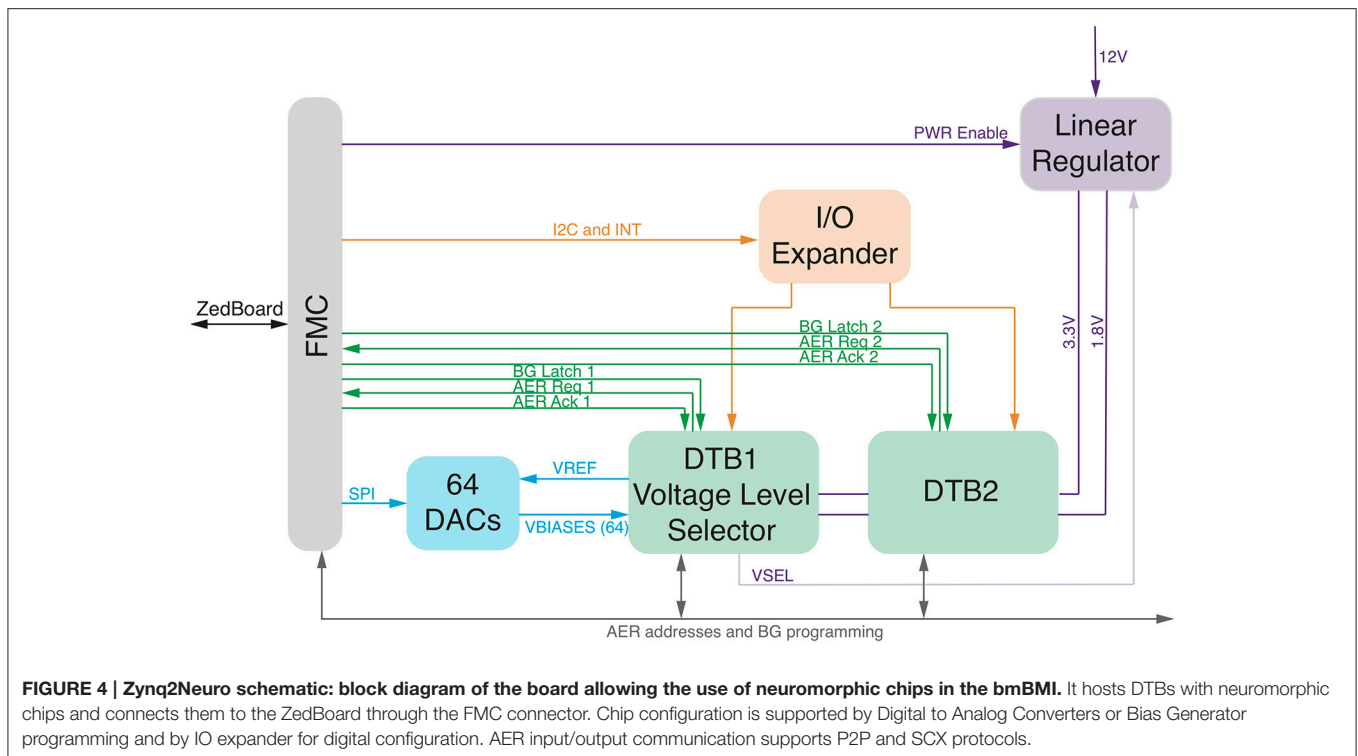 12V
PWR Enable
Linear
Regulator
I2C and INT
I/O
Expander
ZedBoard
FMC
3.3V
1.8V
BG Latch 2
AER Req 2
AER Ack 2
BG Latch 1
AER Req 1
AER Ack 1
SPI
64
DACs
VREF
VBIASES (64)
DTB1
Voltage Level
Selector
DTB2
VSEL
AER addresses and BG programming
FIGURE 4 | Zynq2Neuro schematic: block diagram of the board allowing the use of neuromorphic chips in the bmBMI. It hosts DTBs with neuromorphic
chips and connects them to the ZedBoard through the FMC connector. Chip configuration is supported by Digital to Analog Converters or Bias Generator
programming and by IO expander for digital configuration. AER input/output communication supports P2P and SCX protocols.